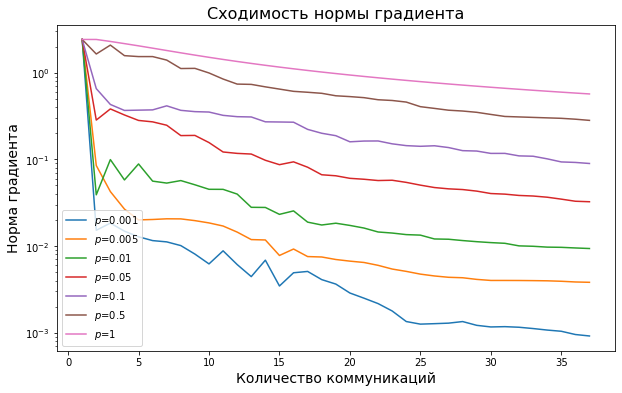 Сходимость нормы градиента
Норма градиента
10⁰
10⁻¹
10⁻²
10⁻³
p=0.001
p=0.005
p=0.01
p=0.05
p=0.1
p=0.5
p=1
0 5 10 15 20 25 30 35
Количество коммуникаций